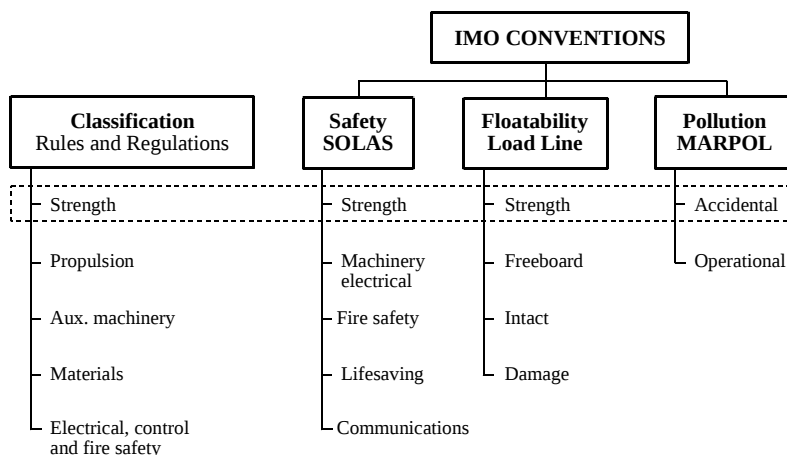 IMO CONVENTIONS
Classification
Rules and Regulations
Safety
SOLAS
Floatability
Load Line
Pollution
MARPOL
Strength
Strength
Strength
Accidental
Propulsion
Machinery
electrical
Freeboard
Operational
Aux. machinery
Fire safety
Intact
Materials
Lifesaving
Damage
Electrical, control
and fire safety
Communications